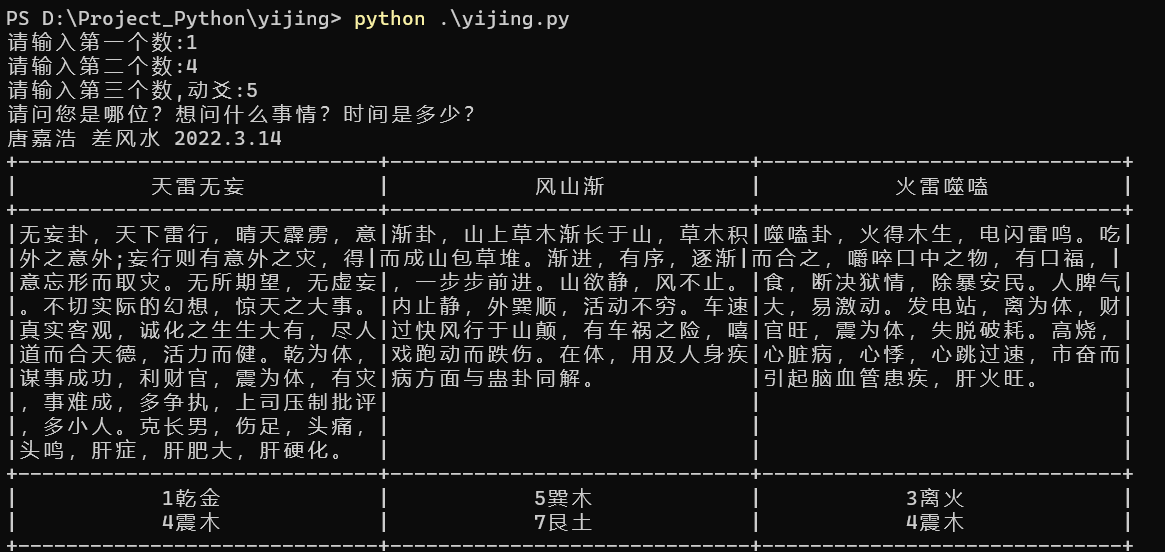 PS D:\Project_Python\yijing> python .\yijing.py
请输入第一个数:1
请输入第二个数:4
请输入第三个数,动爻:5
请问您是哪位？想问什么事情？时间是多少？
唐嘉浩 差风水 2022.3.14
+------------------------------+------------------------------+------------------------------+
| 天雷无妄 | 风山渐 | 火雷噬嗑 |
+------------------------------+------------------------------+------------------------------+
|无妄卦，天下雷行，晴天霹雳，意|渐卦，山上草木渐长于山，草木积|噬嗑卦，火得木生，电闪雷鸣。吃|
|外之意外;妄行则有意外之灾，得|而成山包草堆。渐进，有序，逐渐|而合之，嚼啐口中之物，有口福，|
|意忘形而取灾。无所期望，无虚妄|，一步步前进。山欲静，风不止。|食，断决狱情，除暴安民。人脾气|
|。不切实际的幻想，惊天之大事。|内止静，外巽顺，活动不穷。车速|大，易激动。发电站，离为体，财|
|真实客观，诚化之生生大有，尽人|过快风行于山颠，有车祸之险，嘻|官旺，震为体，失脱破耗。高烧，|
|道而合天德，活力而健。乾为体，|戏跑动而跌伤。在体，用及人身疾|心脏病，心悸，心跳过速，市奋而|
|谋事成功，利财官，震为体，有灾|病方面与蛊卦同解。 |引起脑血管患疾，肝火旺。 |
|，事难成，多争执，上司压制批评| | |
|，多小人。克长男，伤足，头痛，| | |
|头鸣，肝症，肝肥大，肝硬化。 | | |
+------------------------------+------------------------------+------------------------------+
| 1乾金 | 5巽木 | 3离火 |
| 4震木 | 7艮土 | 4震木 |
+------------------------------+------------------------------+------------------------------+